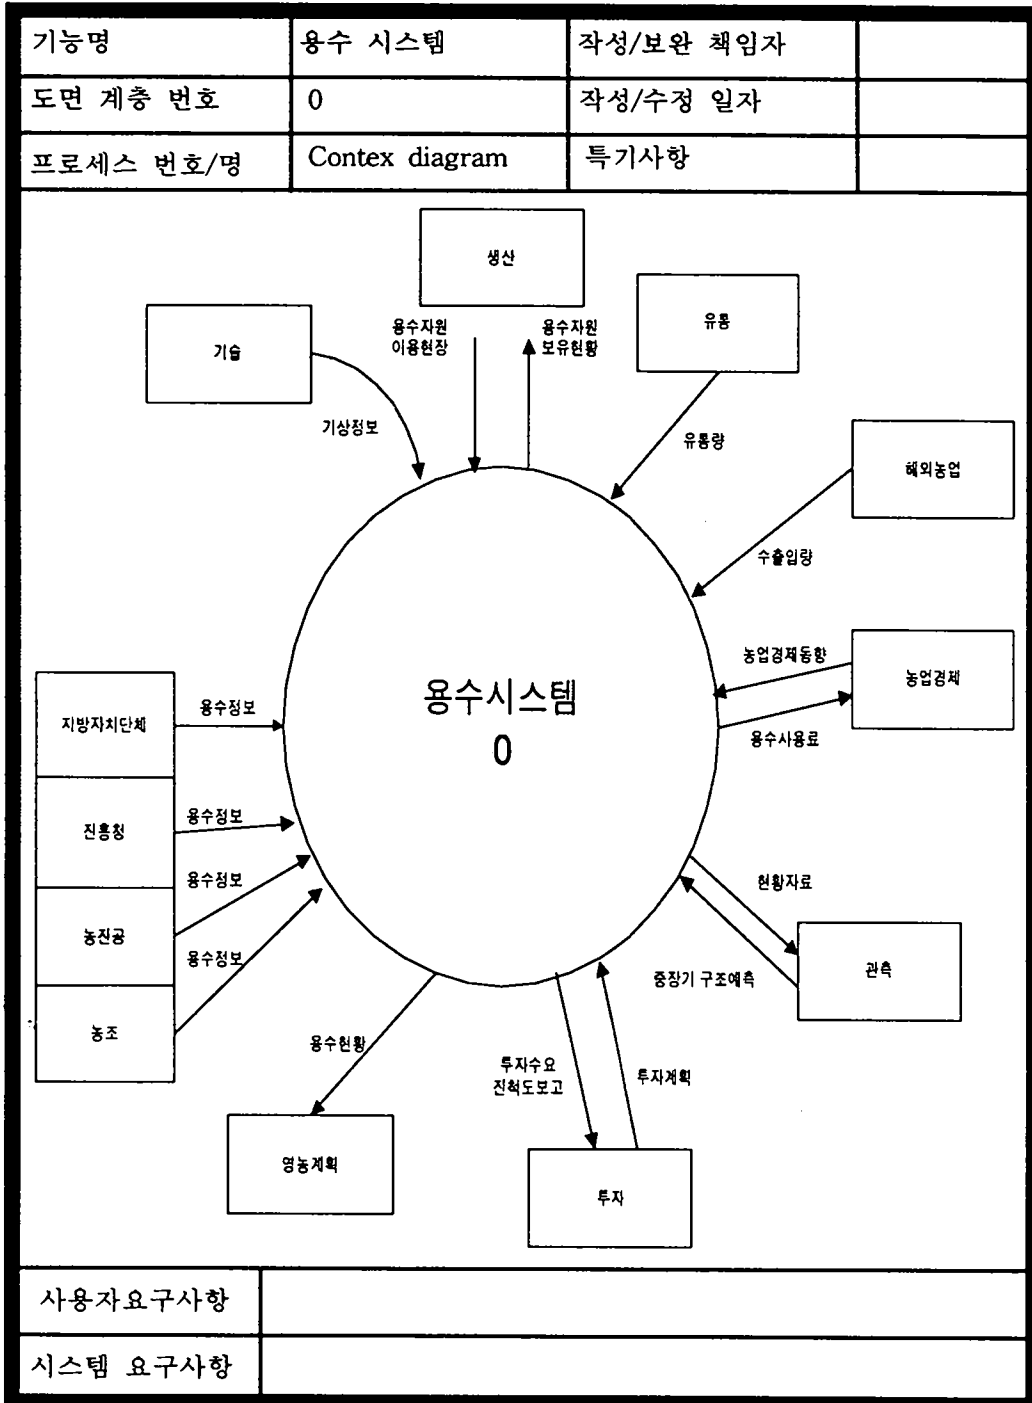 기능명 용수 시스템 작성/보완 책임자
도면 계층 번호 0 작성/수정 일자
프로세스 번호/명 Contex diagram 특기사항
생산
유통
기술
용수자원
이용현장
용수자원
보유현황
기상정보
유통량
해외농업
수출입량
농업경제동향
농업경제
용수사용료
용수시스템
0
지방자치단체
용수정보
진흥청
용수정보
농진공
용수정보
농조
용수정보
현황자료
관측
중장기 구조예측
용수현황
투자수요
진척도보고
투자계획
영농계획
투자
사용자요구사항
시스템 요구사항